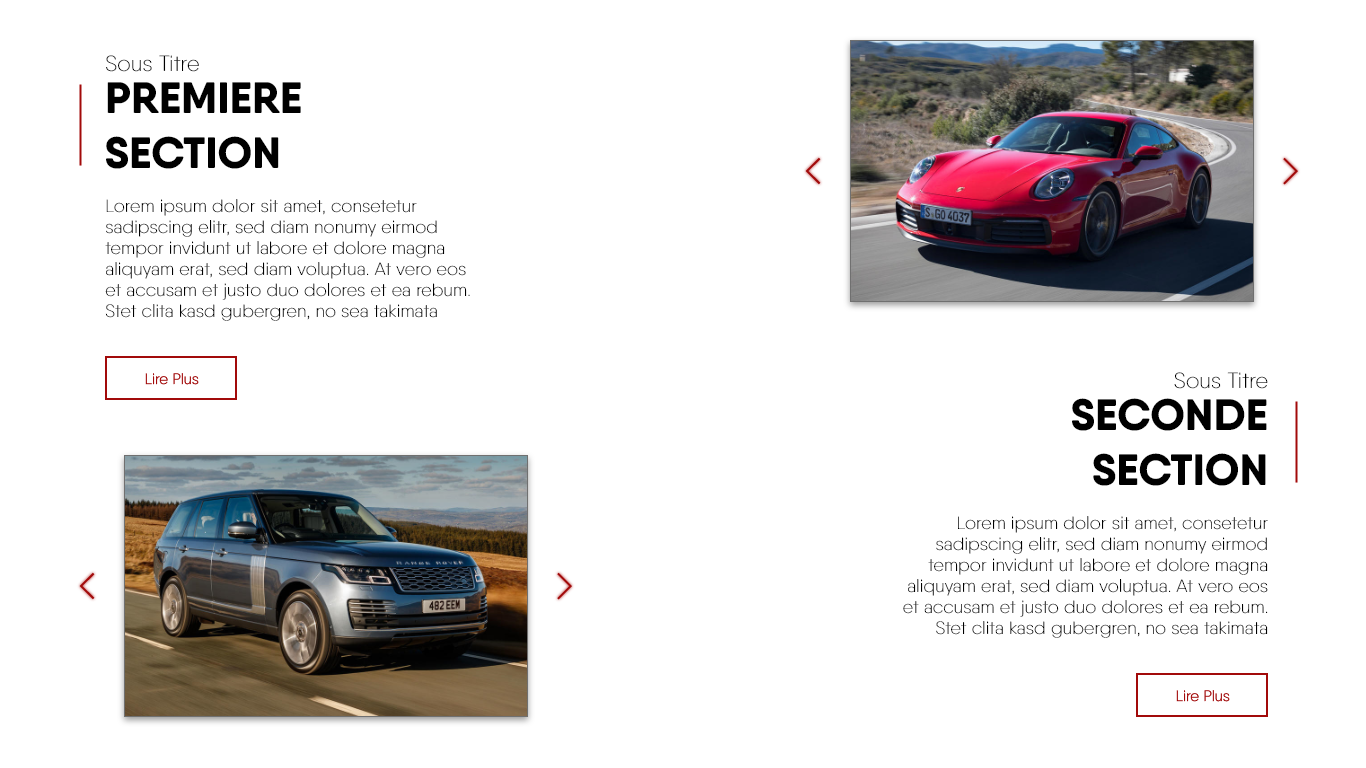 Sous Titre
PREMIERE
SECTION
Lorem ipsum dolor sit amet, consetetur
sadipscing elitr, sed diam nonumy eirmod
tempor invidunt ut labore et dolore magna
aliquyam erat, sed diam voluptua. At vero eos
et accusam et justo duo dolores et ea rebum.
Stet clita kasd gubergren, no sea takimata
Lire Plus
S GO 4037
Sous Titre
SECONDE
SECTION
Lorem ipsum dolor sit amet, consetetur
sadipscing elitr, sed diam nonumy eirmod
tempor invidunt ut labore et dolore magna
aliquyam erat, sed diam voluptua. At vero eos
et accusam et justo duo dolores et ea rebum.
Stet clita kasd gubergren, no sea takimata
Lire Plus
RANGE ROVER
482 EEM